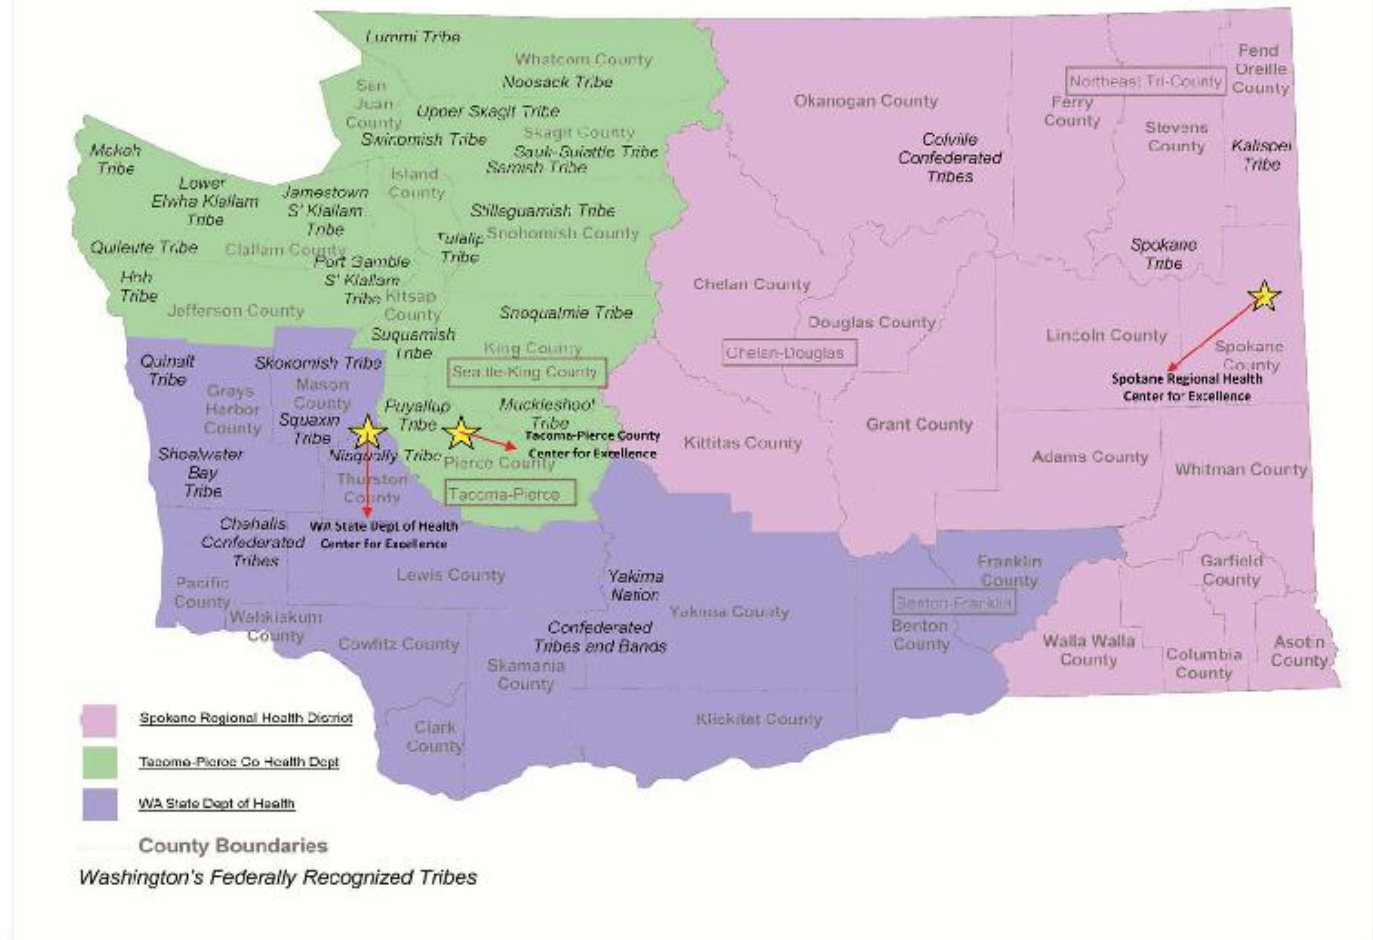 Lummi Tribe
Whatcom County
Noosack Tribe
San
Juan
County
Upper Skagit Tribe
Skagit County
Swinomish Tribe
Sauk-Suiattle Tribe
Samish Tribe
Island
County
Makah
Tribe
Lower
Elwha Klallam
Tribe
Jamestown
S' Klallam
Tribe
Stillaguamish Tribe
Tulalip
Tribe
Snohomish County
Quileute Tribe
Clallam County
Port Gamble
S' Klallam
Tribe
Hoh
Tribe
Kitsap
County
Jefferson County
Snoqualmie Tribe
Suquamish
Tribe
King County
Seattle-King County
Quinalt
Tribe
Skokomish Tribe
Mason
County
Grays
Harbor
County
Squaxin
Tribe
Puyallup
Tribe
Muckleshoot
Tribe
Tacoma-Pierce County
Center for Excellence
Nisqually Tribe
Pierce County
Tacoma-Pierce
Shoalwater
Bay
Tribe
Thurston
County
WA State Dept of Health
Center for Excellence
Chehalis
Confederated
Tribes
Lewis County
Pacific
County
Wahkiakum
County
Cowlitz County
Skamania
County
Clark
County
Yakima
Nation
Confederated
Tribes and Bands
Yakima County
Klickitat County
Benton-Franklin
Benton
County
Franklin
County
Okanogan County
Colville
Confederated
Tribes
Northeast Tri-County
Ferry
County
Stevens
County
Pend
Oreille
County
Kalispel
Tribe
Spokane
Tribe
Chelan County
Douglas County
Chelan-Douglas
Lincoln County
Spokane
County
Spokane Regional Health
Center for Excellence
Kittitas County
Grant County
Adams County
Whitman County
Garfield
County
Walla Walla
County
Columbia
County
Asotin
County
Spokane Regional Health District
Tacoma-Pierce Co Health Dept
WA State Dept of Health
County Boundaries
Washington's Federally Recognized Tribes